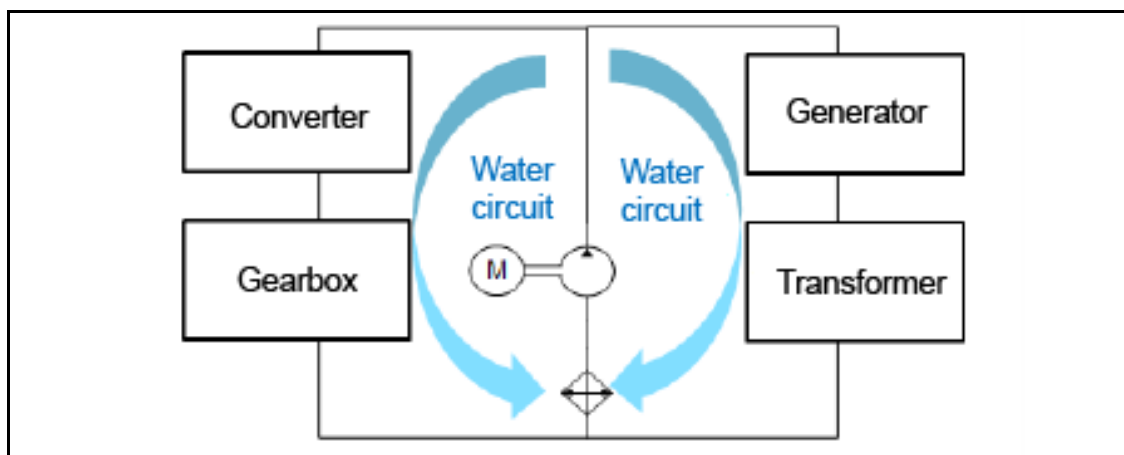 Converter
Generator
Water
circuit
Water
circuit
Gearbox
M
Transformer